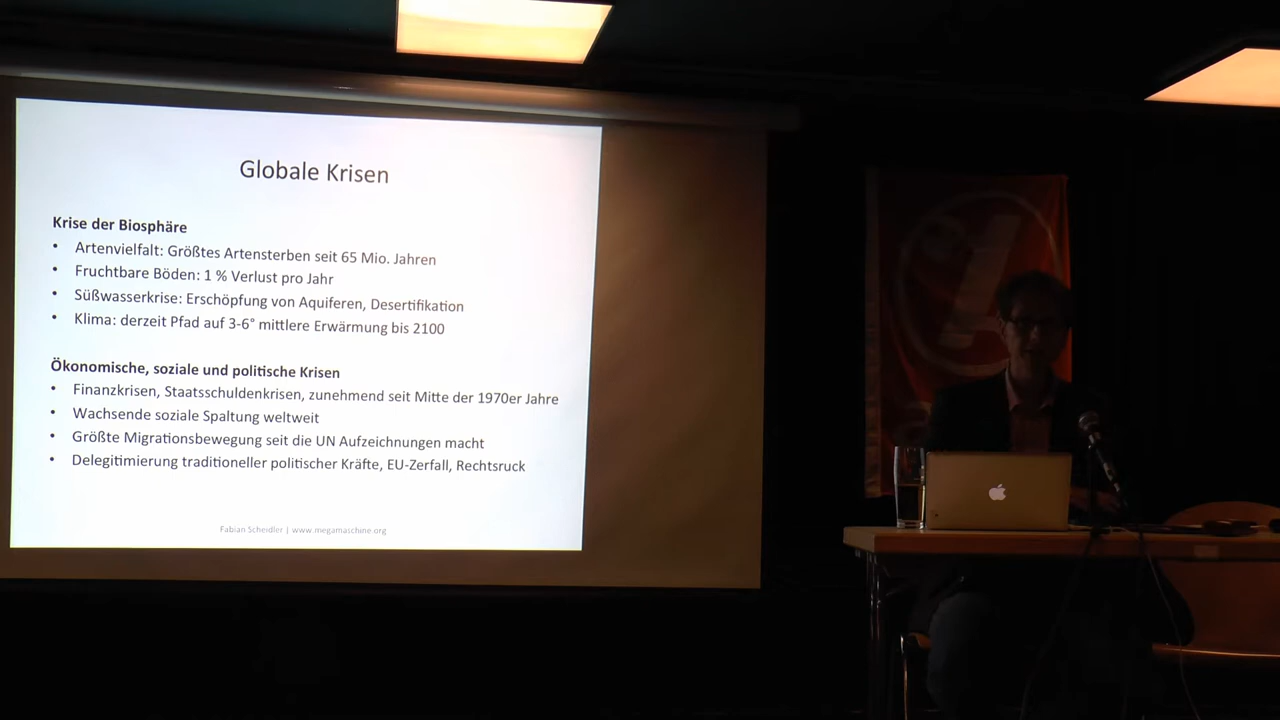 Globale Krisen
Krise der Biosphäre
• Artenvielfalt: Größtes Artensterben seit 65 Mio. Jahren
• Fruchtbare Böden: 1 % Verlust pro Jahr
• Süßwasserkrise: Erschöpfung von Aquiferen, Desertifikation
• Klima: derzeit Pfad auf 3-6° mittlere Erwärmung bis 2100
Ökonomische, soziale und politische Krisen
• Finanzkrisen, Staatsschuldenkrisen, zunehmend seit Mitte der 1970er Jahre
• Wachsende soziale Spaltung weltweit
• Größte Migrationsbewegung seit die UN Aufzeichnungen macht
• Delegitimierung traditioneller politischer Kräfte, EU-Zerfall, Rechtsruck
Fabian Scheidler | www.megamaschine.org